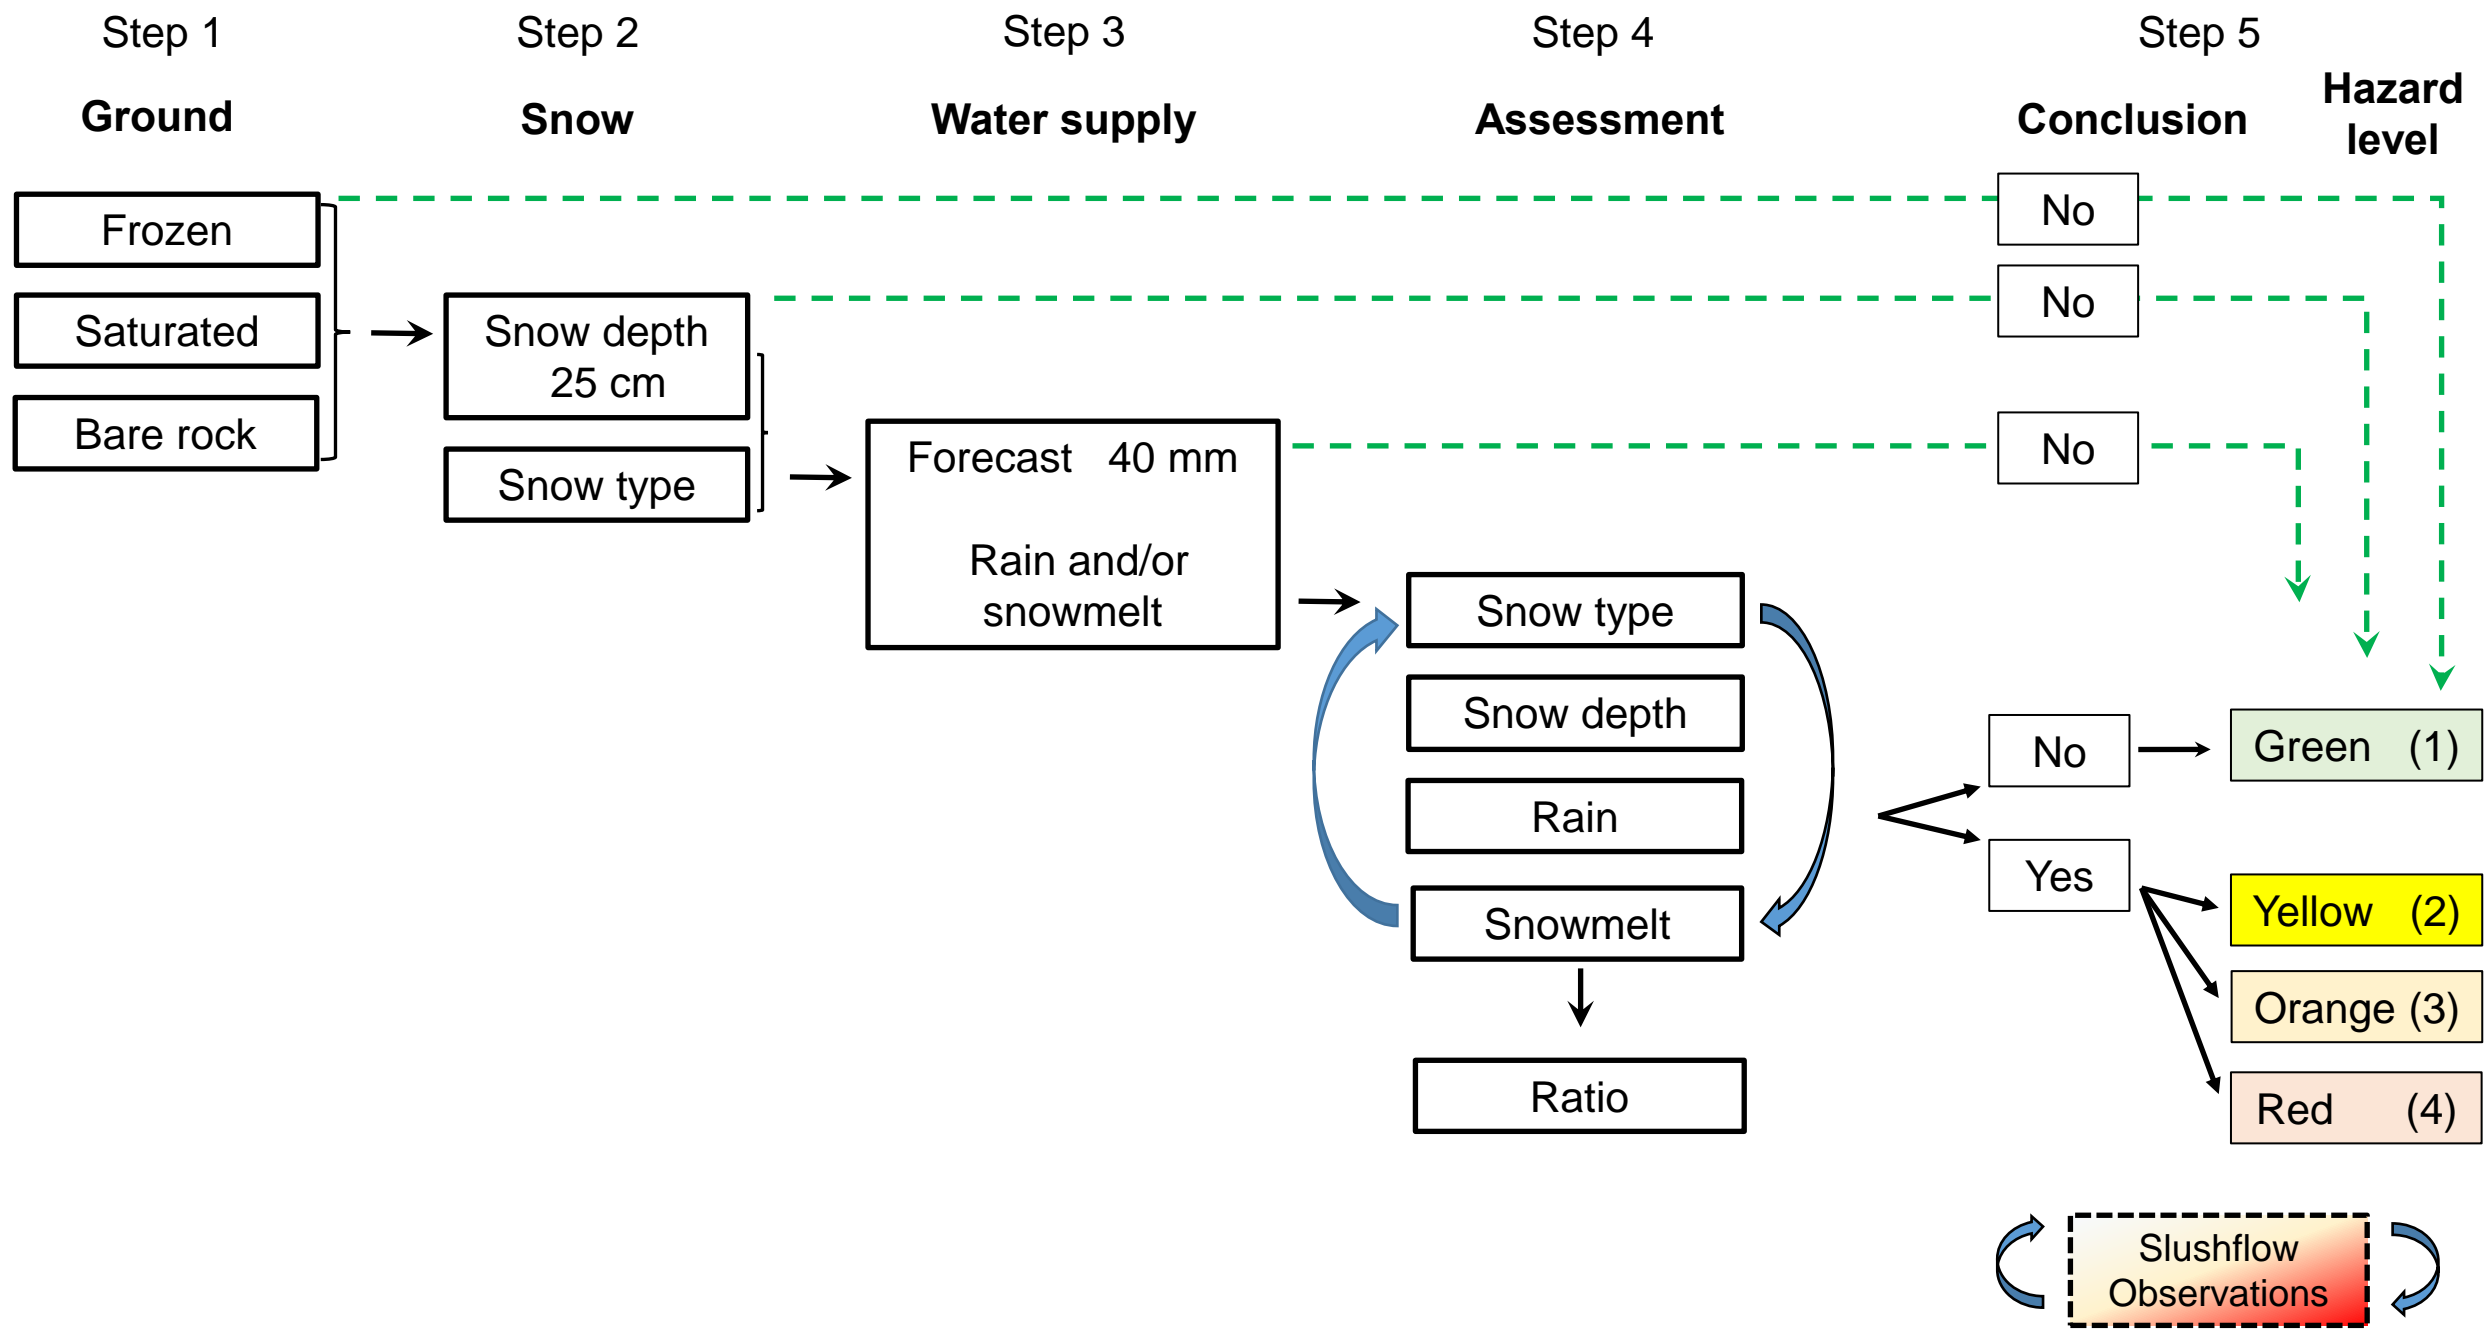 Step 1
Step 2
Step 3
Step 4
Step 5
Ground
Snow
Water supply
Assessment
Conclusion
Hazard
level
Frozen
Saturated
Bare rock
Snow depth
25 cm
Snow type
Forecast 40 mm
Rain and/or
snowmelt
Snow type
Snow depth
Rain
Snowmelt
Ratio
No
No
No
No
Yes
Green (1)
Yellow (2)
Orange (3)
Red (4)
Slushflow
Observations